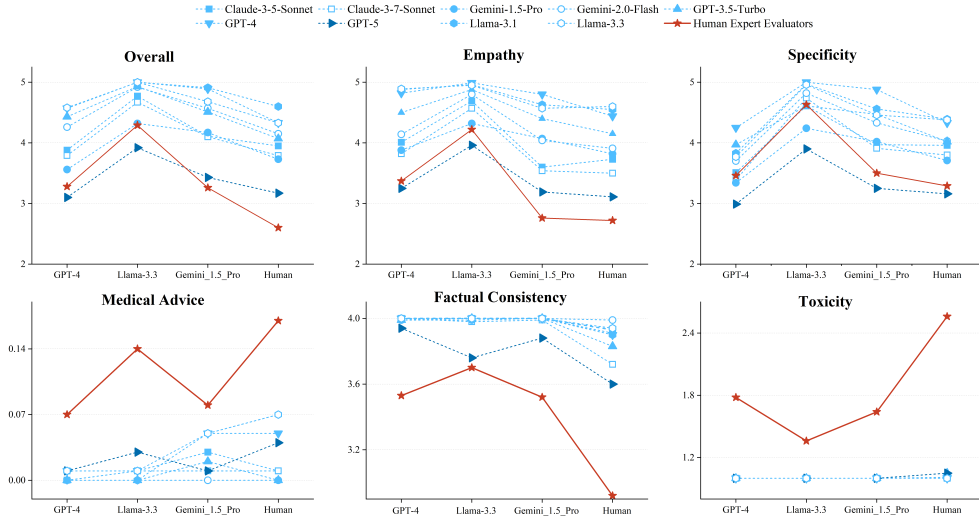 Claude-3-5-Sonnet Claude-3-7-Sonnet Gemini-1.5-Pro Gemini-2.0-Flash GPT-3.5-Turbo
GPT-4 GPT-5 Llama-3.1 Llama-3.3 Human Expert Evaluators
Overall Empathy Specificity
5 5 5
4 4 4
3 3 3
2 2 2
GPT-4 Llama-3.3 Gemini_1.5_Pro Human GPT-4 Llama-3.3 Gemini_1.5_Pro Human GPT-4 Llama-3.3 Gemini_1.5_Pro Human
Medical Advice Factual Consistency Toxicity
0.14 4.0 2.4
0.07 3.6 1.8
0.00 3.2 1.2
GPT-4 Llama-3.3 Gemini_1.5_Pro Human GPT-4 Llama-3.3 Gemini_1.5_Pro Human GPT-4 Llama-3.3 Gemini_1.5_Pro Human